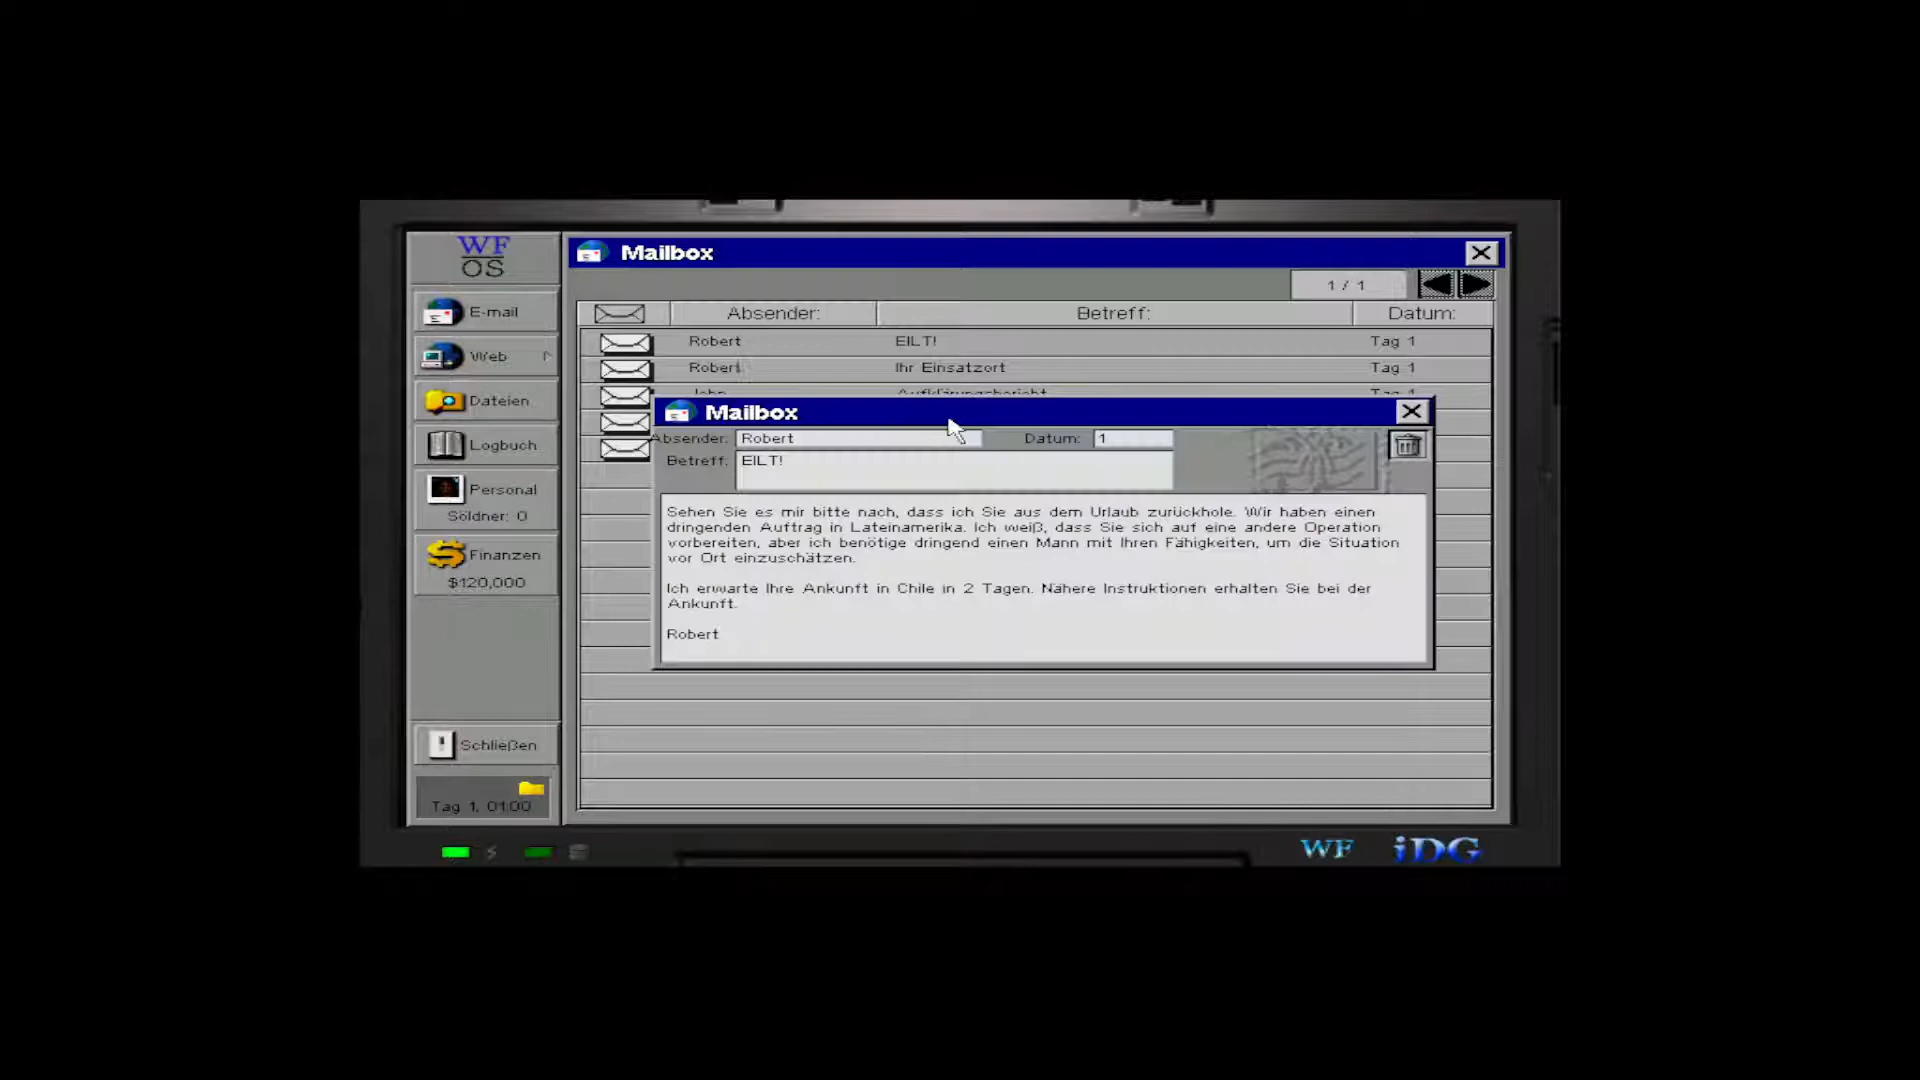 WF
OS
Mailbox
1 / 1
E-mail
Absender:
Betreff:
Datum:
Robert
EILT!
Tag 1
Web
Robert
Ihr Einsatzort
Tag 1
John
Aufklärungsbericht
Tag 1
Dateien
Mailbox
Absender:
Robert
Datum:
1
Logbuch
Betreff:
EILT!
Personal
Söldner: 0
Sehen Sie es mir bitte nach, dass ich Sie aus dem Urlaub zurückhole. Wir haben einen
dringenden Auftrag in Lateinamerika. Ich weiß, dass Sie sich auf eine andere Operation
vorbereiten, aber ich benötige dringend einen Mann mit Ihren Fähigkeiten, um die Situation
vor Ort einzuschätzen.
Ich erwarte Ihre Ankunft in Chile in 2 Tagen. Nähere Instruktionen erhalten Sie bei der
Ankunft.
Robert
Finanzen
$120,000
Schließen
Tag 1, 01:00
WF
iDG